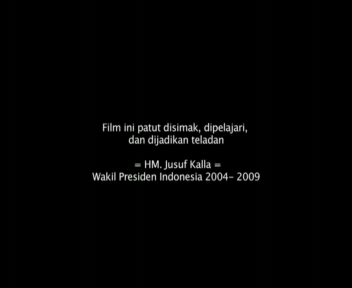 Film ini patut disimak, dipelajari,
dan dijadikan teladan
= HM. Jusuf Kalla =
Wakil Presiden Indonesia 2004- 2009